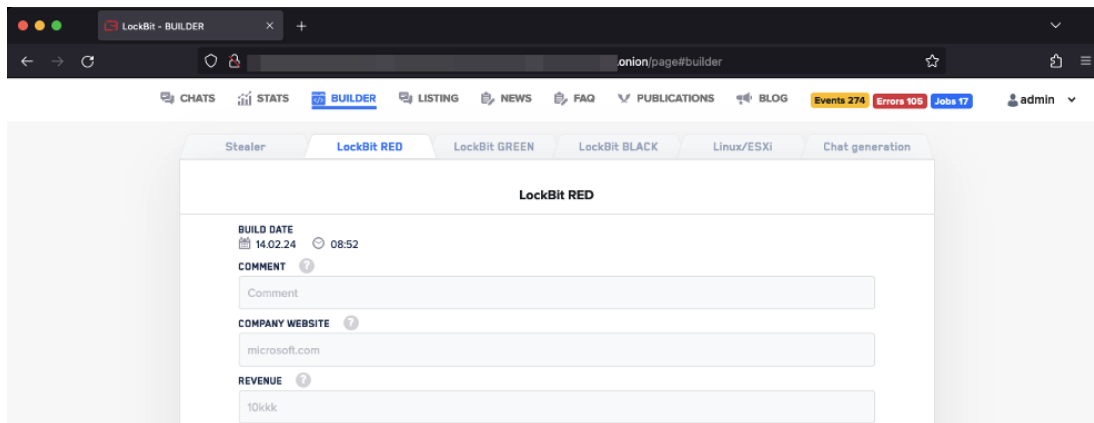 LockBit - BUILDER
.onion/page#builder
CHATS STATS BUILDER LISTING NEWS FAQ PUBLICATIONS BLOG Events 274 Errors 105 Jobs 17 admin
Stealer LockBit RED LockBit GREEN LockBit BLACK Linux/ESXi Chat generation
LockBit RED
BUILD DATE
14.02.24 08:52
COMMENT ?
Comment
COMPANY WEBSITE ?
microsoft.com
REVENUE ?
10kkk